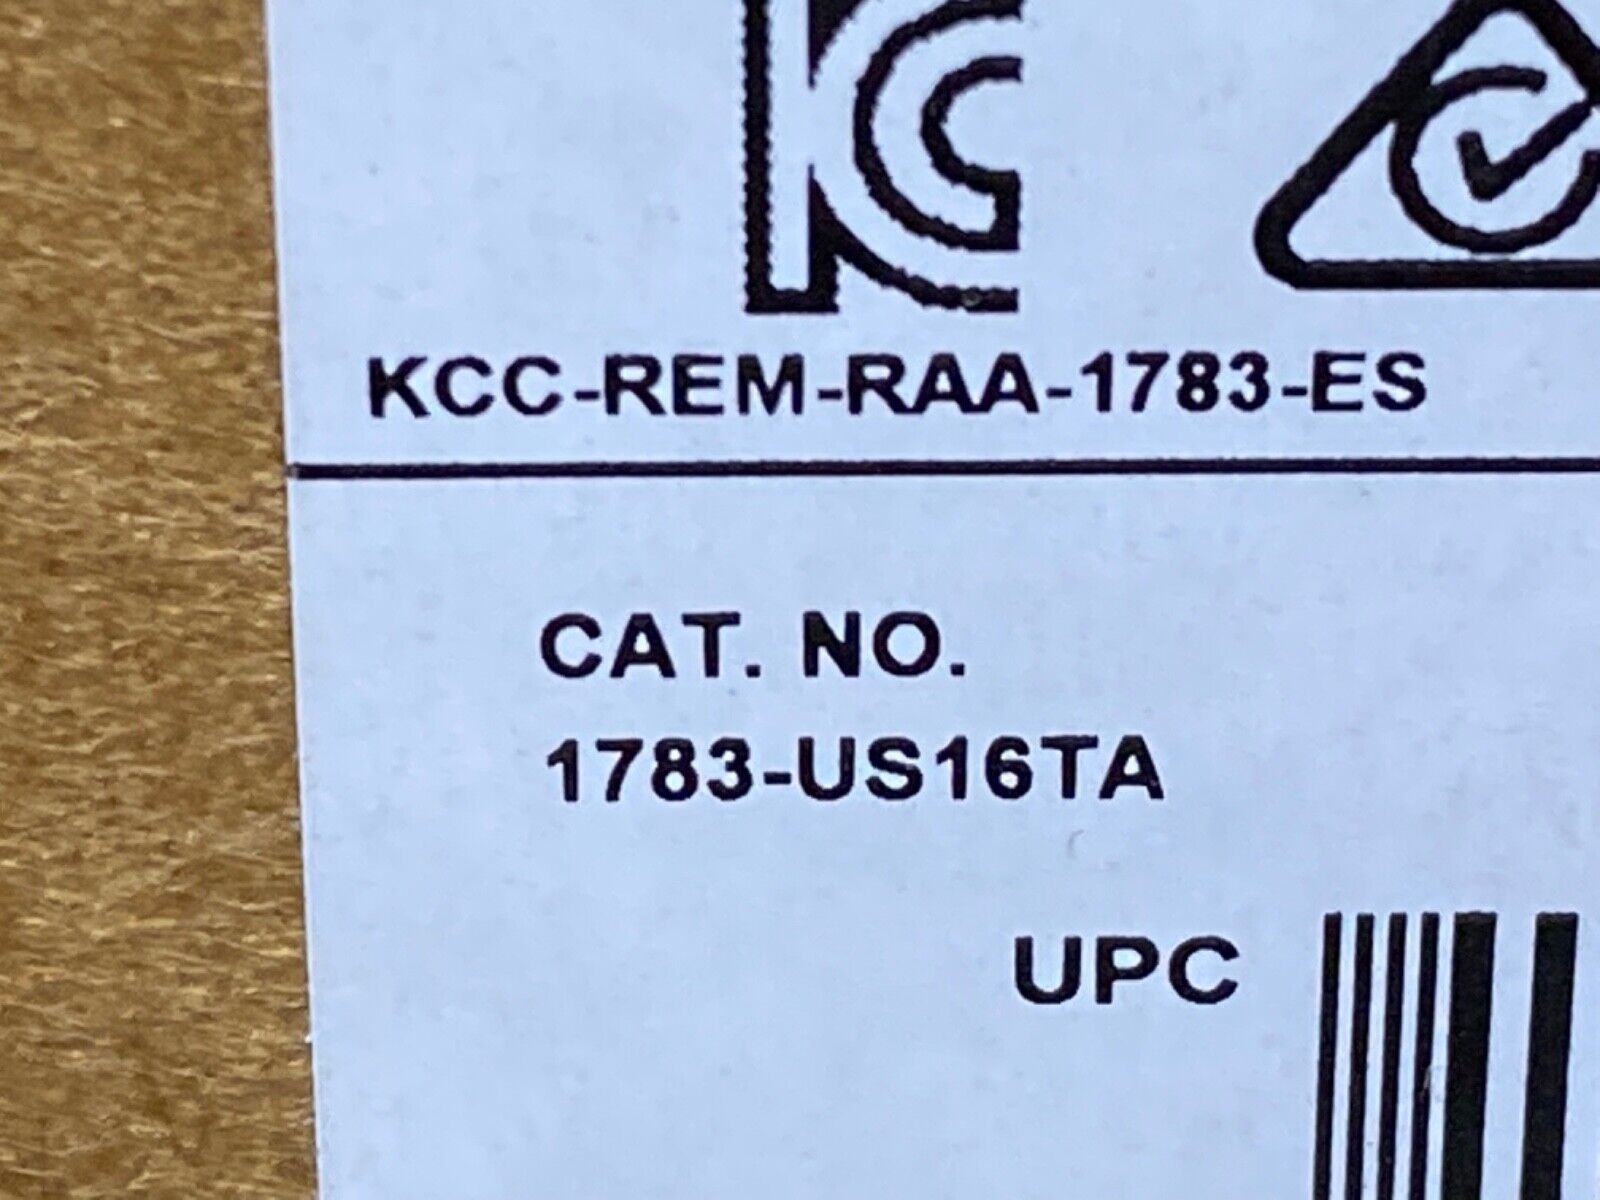 KCC-REM-RAA-1783-ES
CAT. NO.
1783-US16TA
UPC